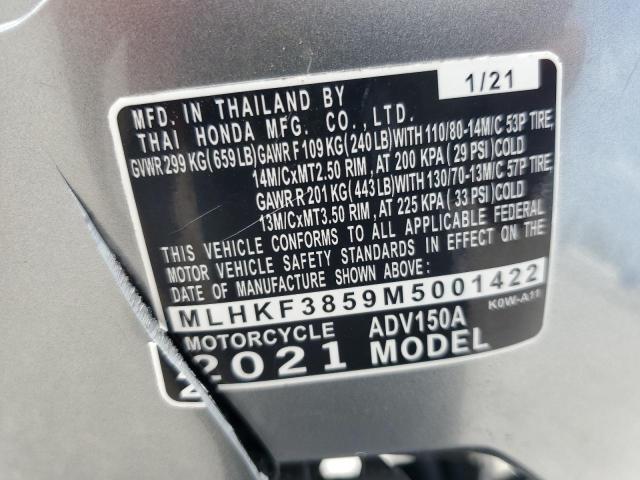 1/21
MFD. IN THAILAND BY
THAI HONDA MFG. CO., LTD.
GVWR 299 KG(659 LB)GAWR F 109 KG(240 LB)WITH 110/80-14M/C 53P TIRE,
14M/CxMT2.50 RIM, AT 200 KPA (29 PSI)COLD
GAWR R 201 KG(443 LB)WITH 130/70-13M/C 57P TIRE,
13M/CxMT3.50 RIM, AT 225 KPA (33 PSI)COLD
THIS VEHICLE CONFORMS TO ALL APPLICABLE FEDERAL
MOTOR VEHICLE SAFETY STANDARDS IN EFFECT ON THE
DATE OF MANUFACTURE SHOWN ABOVE:
MLHKF3859M5001422
K0W-A11
MOTORCYCLE ADV150A
2021 MODEL